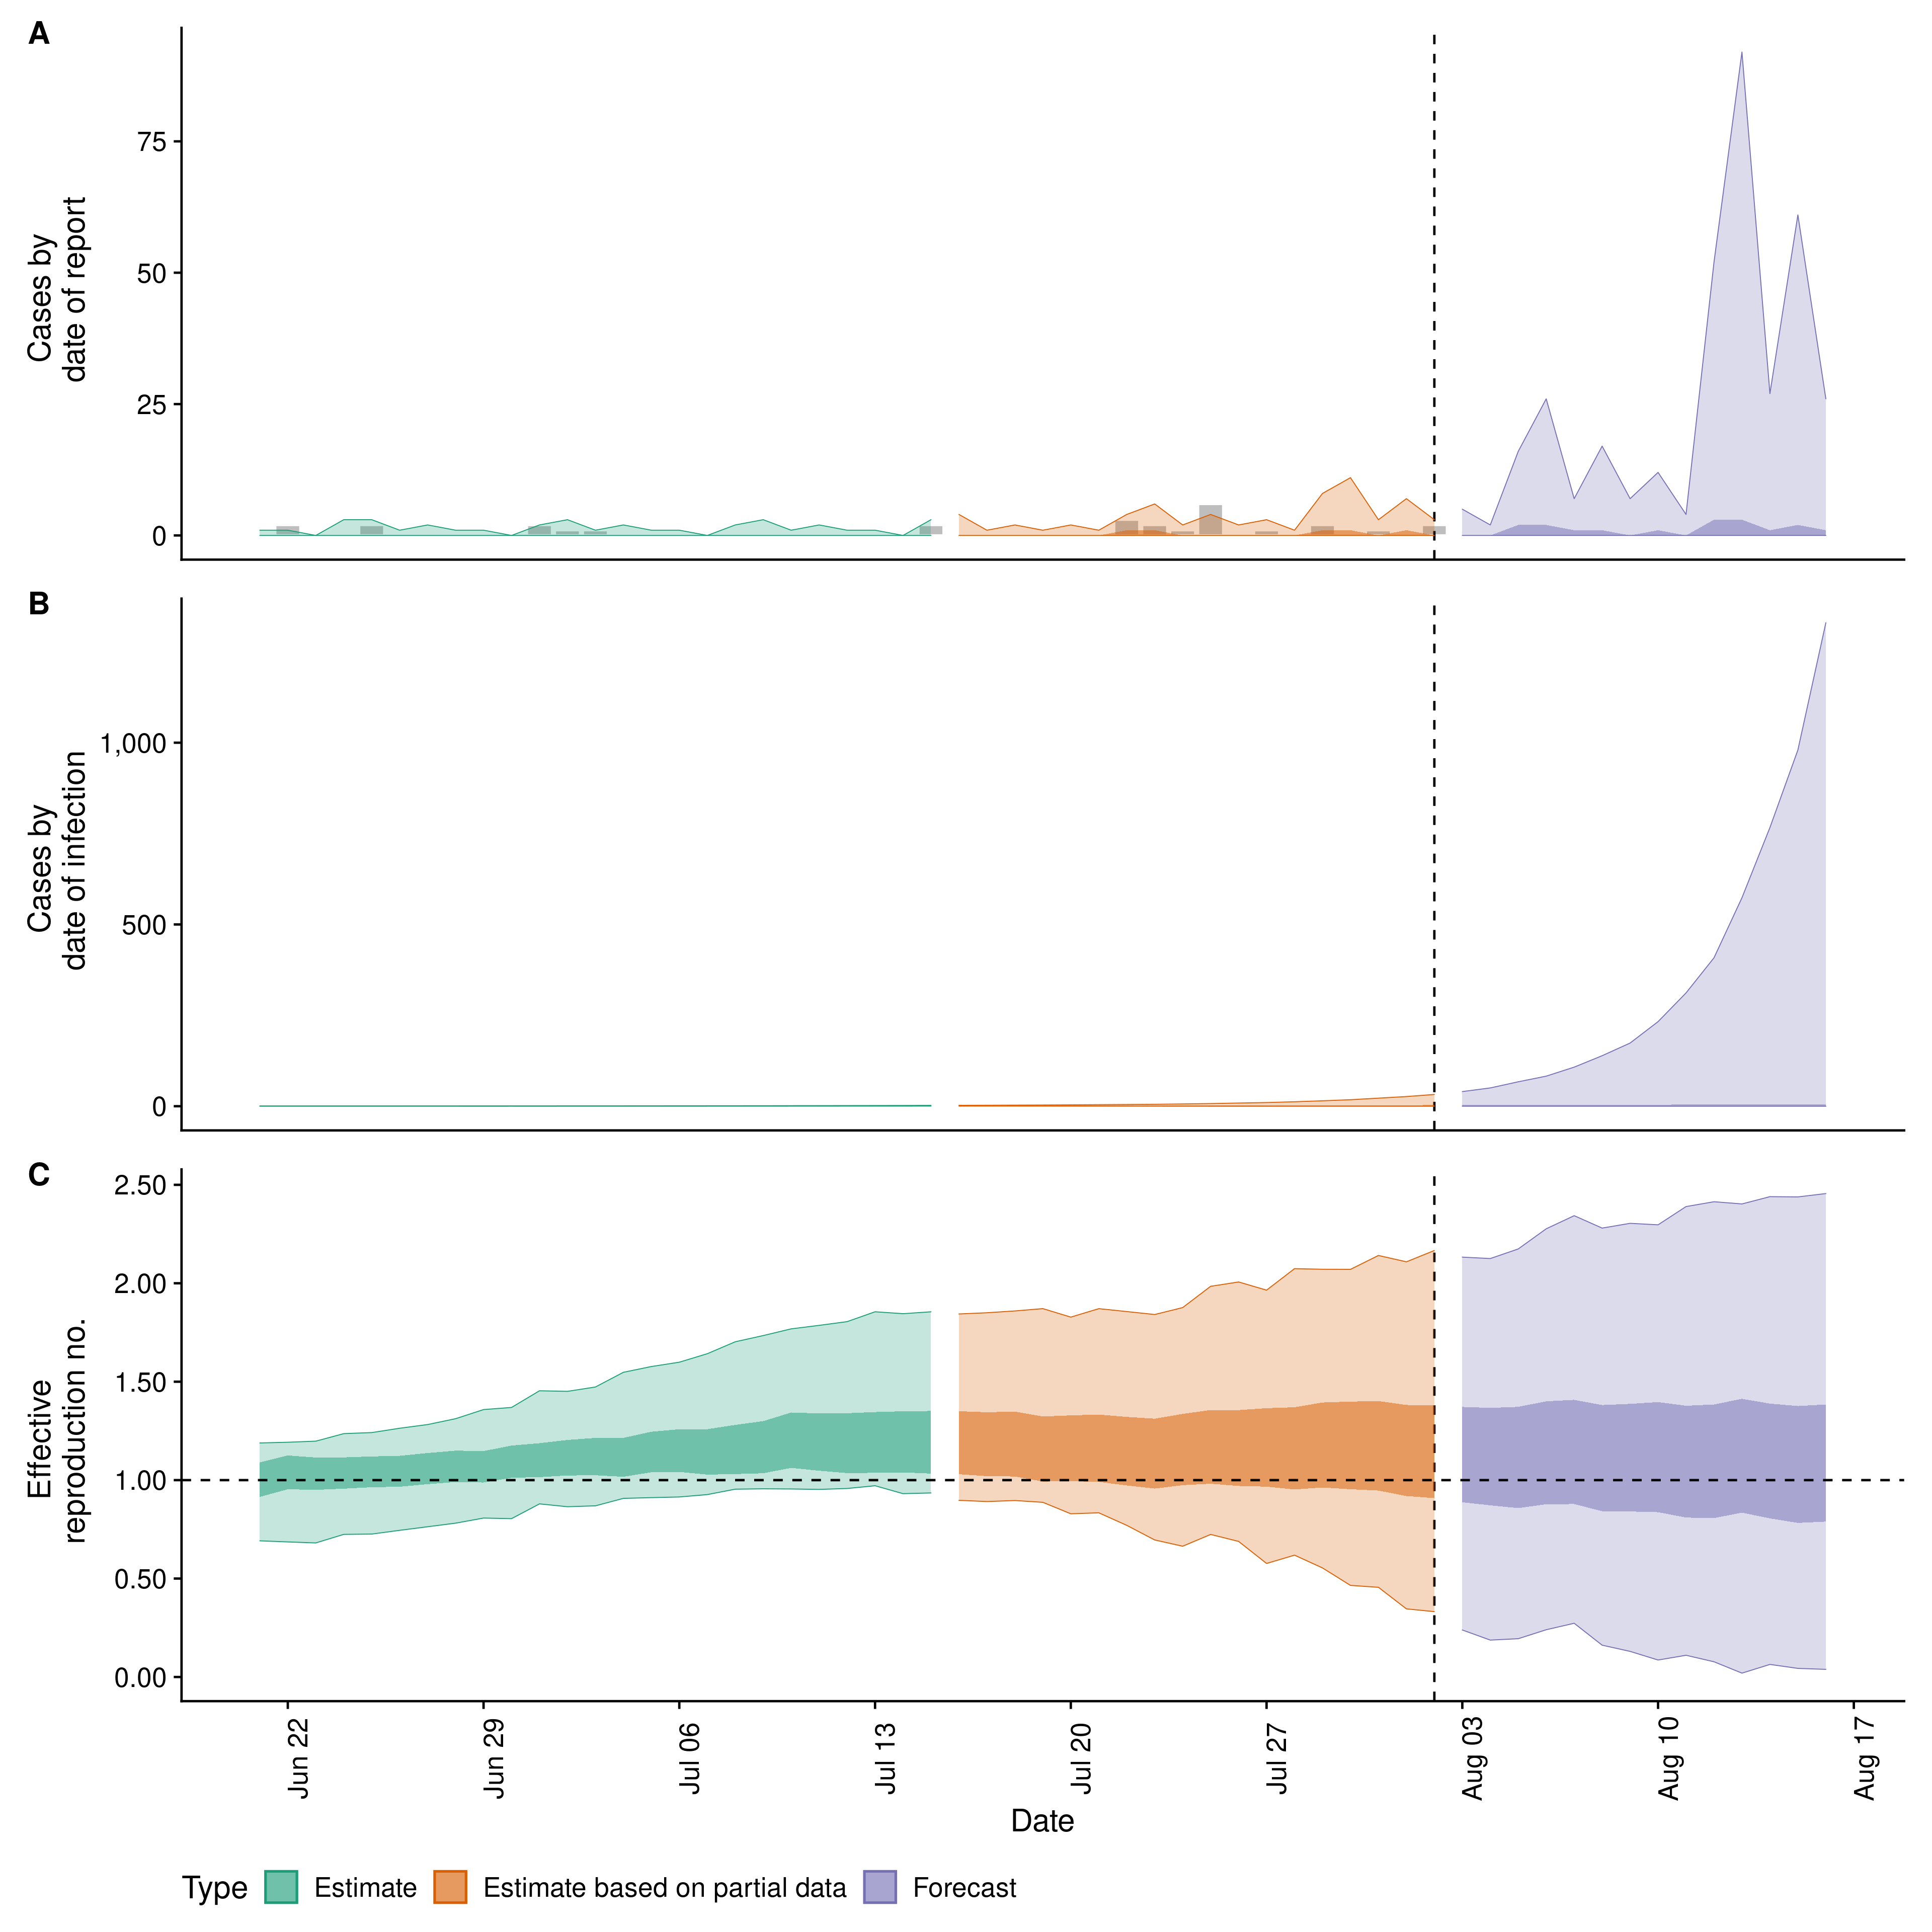 A
Cases by
date of report
75
50
25
0
B
Cases by
date of infection
1,000
500
0
C
Effective
reproduction no.
2.50
2.00
1.50
1.00
0.50
0.00
Jun 22
Jun 29
Jul 06
Jul 13
Jul 20
Jul 27
Aug 03
Aug 10
Aug 17
Date
Type Estimate Estimate based on partial data Forecast